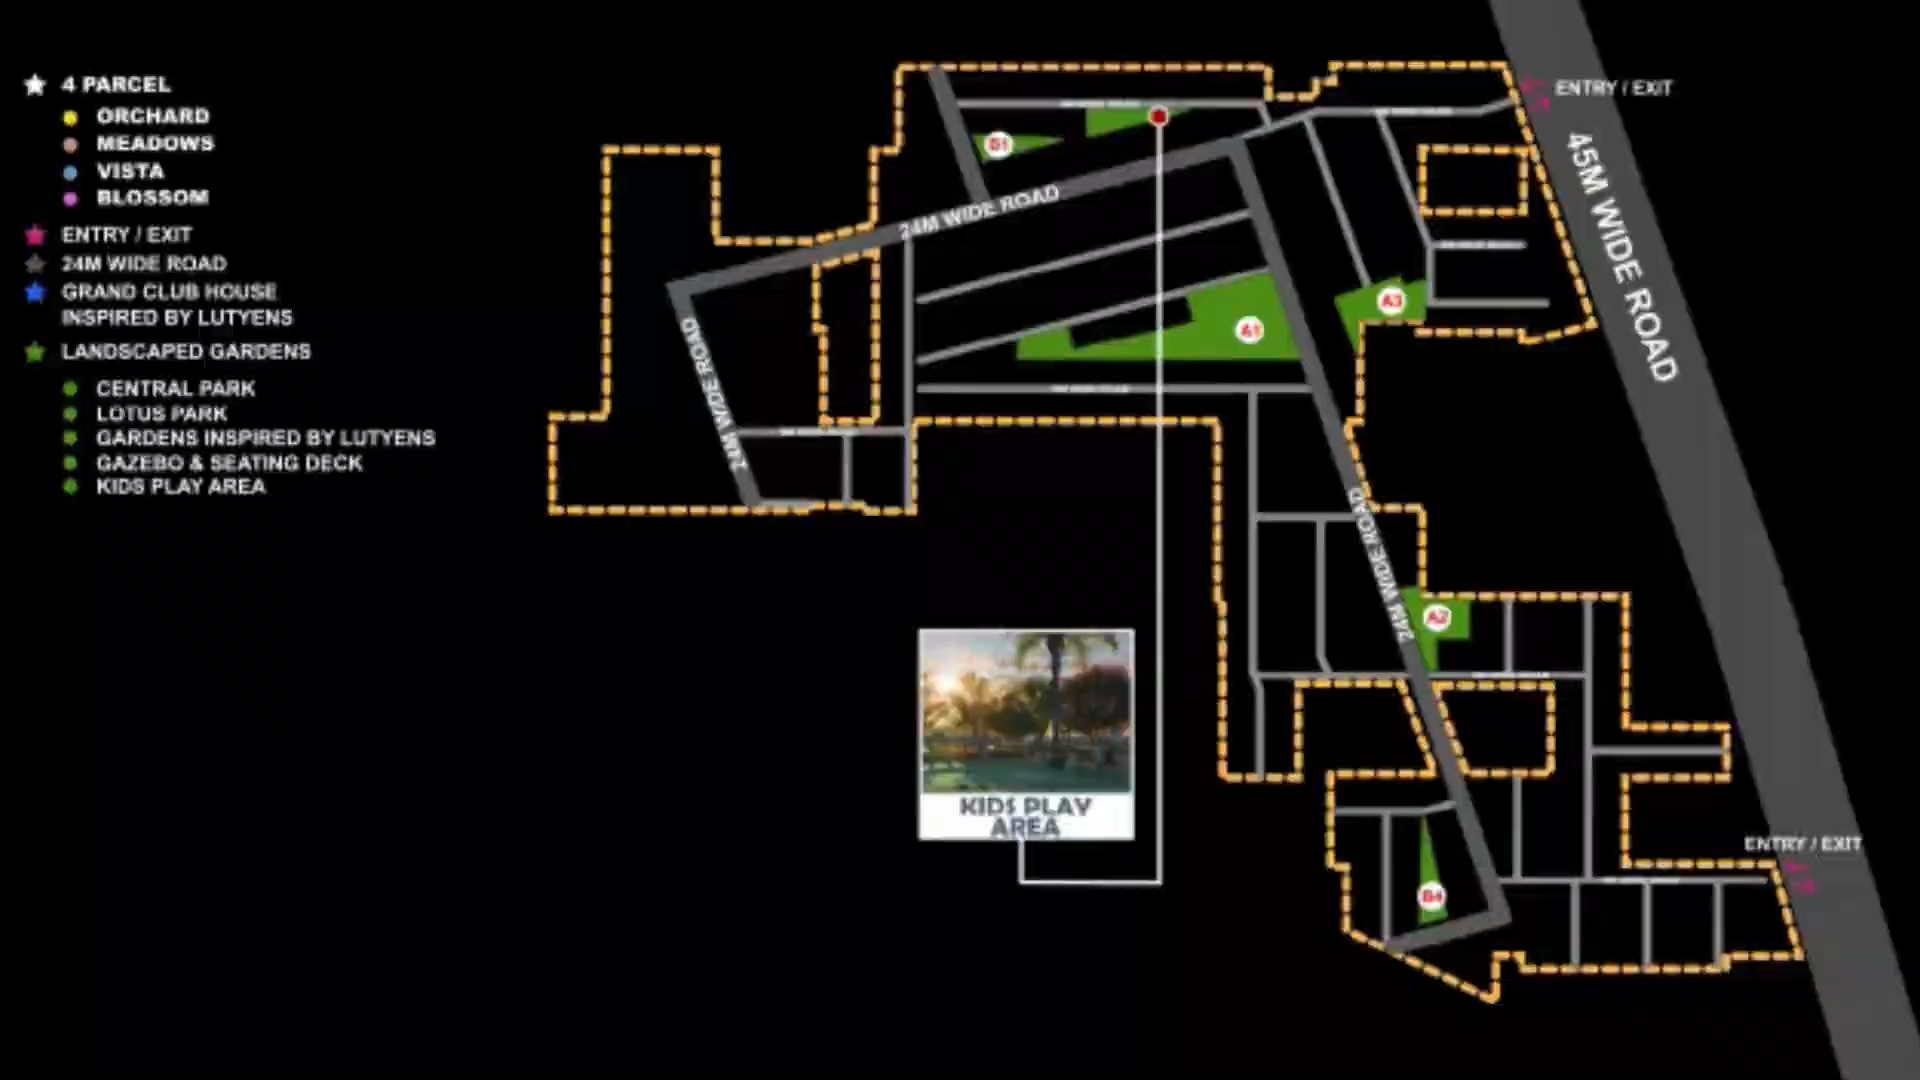 4 PARCEL
ORCHARD
MEADOWS
VISTA
BLOSSOM
ENTRY / EXIT
24M WIDE ROAD
GRAND CLUB HOUSE
INSPIRED BY LUTYENS
LANDSCAPED GARDENS
CENTRAL PARK
LOTUS PARK
GARDENS INSPIRED BY LUTYENS
GAZEBO & SEATING DECK
KIDS PLAY AREA
ENTRY / EXIT
45M WIDE ROAD
24M WIDE ROAD
24M WIDE ROAD
24M WIDE ROAD
A1
A3
A2
KIDS PLAY
AREA
ENTRY / EXIT